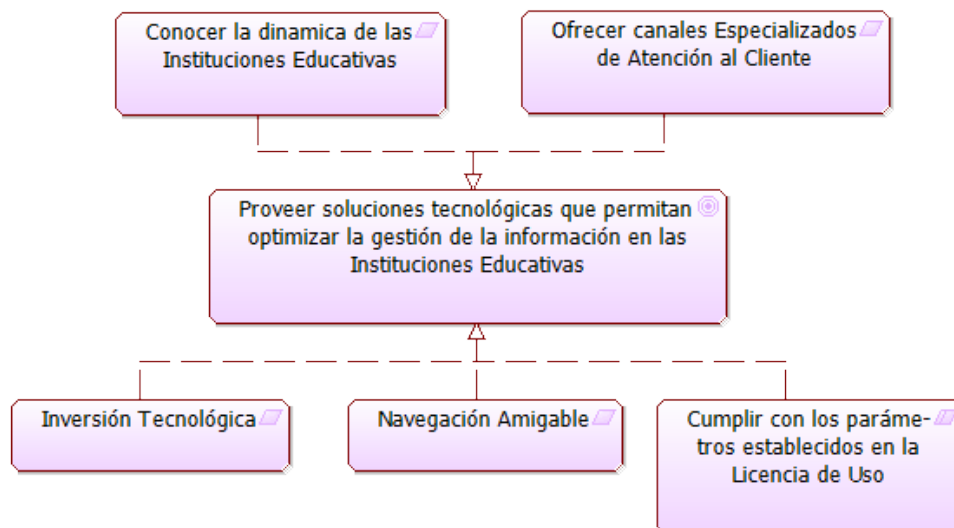 Conocer la dinamica de las
Instituciones Educativas
Ofrecer canales Especializados
de Atención al Cliente
Proveer soluciones tecnológicas que permitan
optimizar la gestión de la información en las
Instituciones Educativas
Inversión Tecnológica
Navegación Amigable
Cumplir con los paráme-
tros establecidos en la
Licencia de Uso